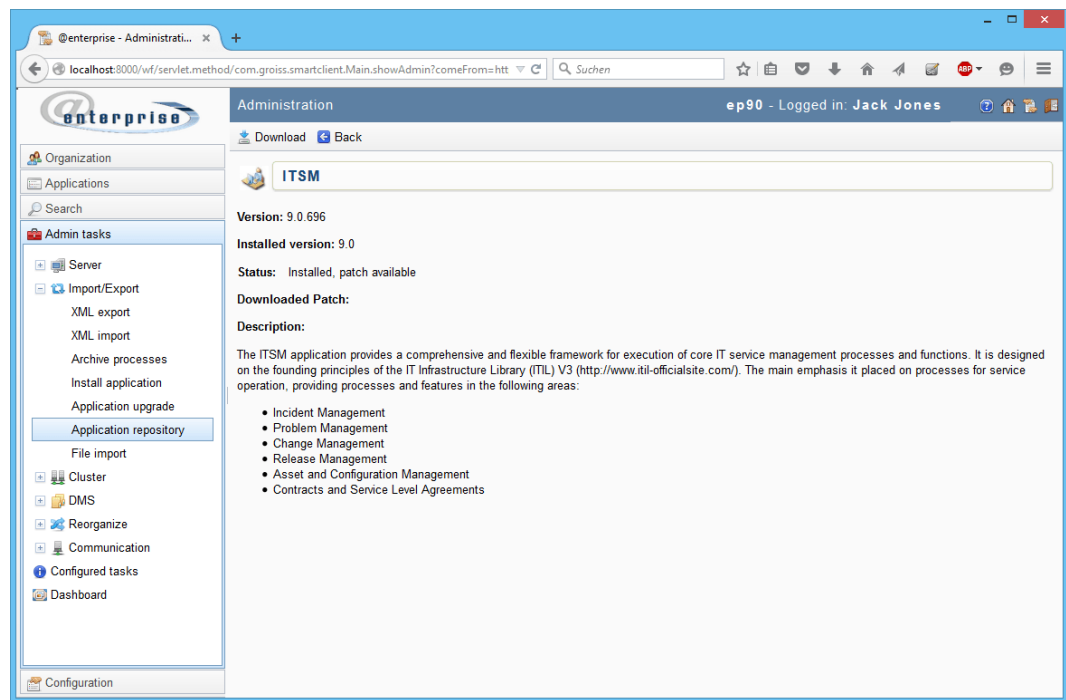 @enterprise - Administrati...
localhost:8000/wf/servlet.method/com.groiss.smartclient.Main.showAdmin?comeFrom=htt
Suchen
ABP
@enterprise
Administration
ep90 - Logged in: Jack Jones
Download
Back
Organization
Applications
Search
Admin tasks
Server
Import/Export
XML export
XML import
Archive processes
Install application
Application upgrade
Application repository
File import
Cluster
DMS
Reorganize
Communication
Configured tasks
Dashboard
Configuration
ITSM
Version: 9.0.696
Installed version: 9.0
Status: Installed, patch available
Downloaded Patch:
Description:
The ITSM application provides a comprehensive and flexible framework for execution of core IT service management processes and functions. It is designed
on the founding principles of the IT Infrastructure Library (ITIL) V3 (http://www.itil-officialsite.com/). The main emphasis it placed on processes for service
operation, providing processes and features in the following areas:
• Incident Management
• Problem Management
• Change Management
• Release Management
• Asset and Configuration Management
• Contracts and Service Level Agreements